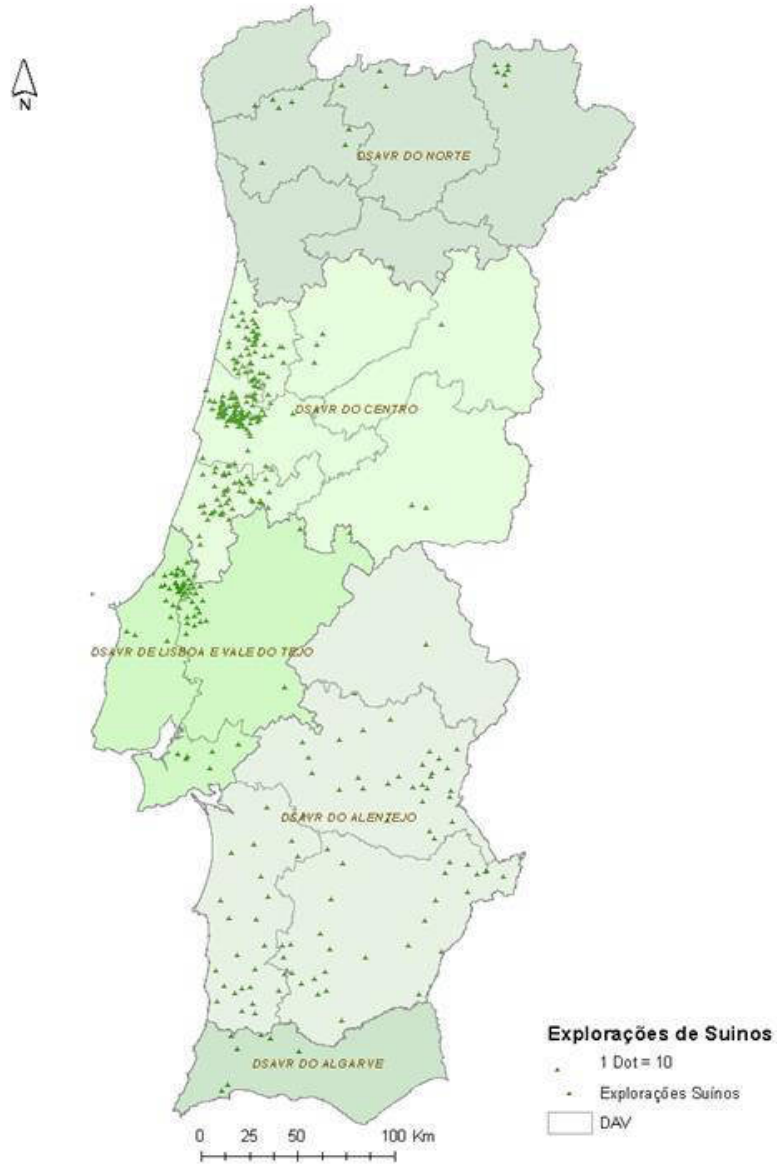 N
DSAVR DO NORTE
DSAVR DO CENTRO
DSAVR DE LISBOA E VALE DO TEJO
DSAVR DO ALENTEJO
DSAVR DO ALGARVE
Explorações de Suinos
1 Dot = 10
Explorações Suínos
DAV
0 25 50 100 Km